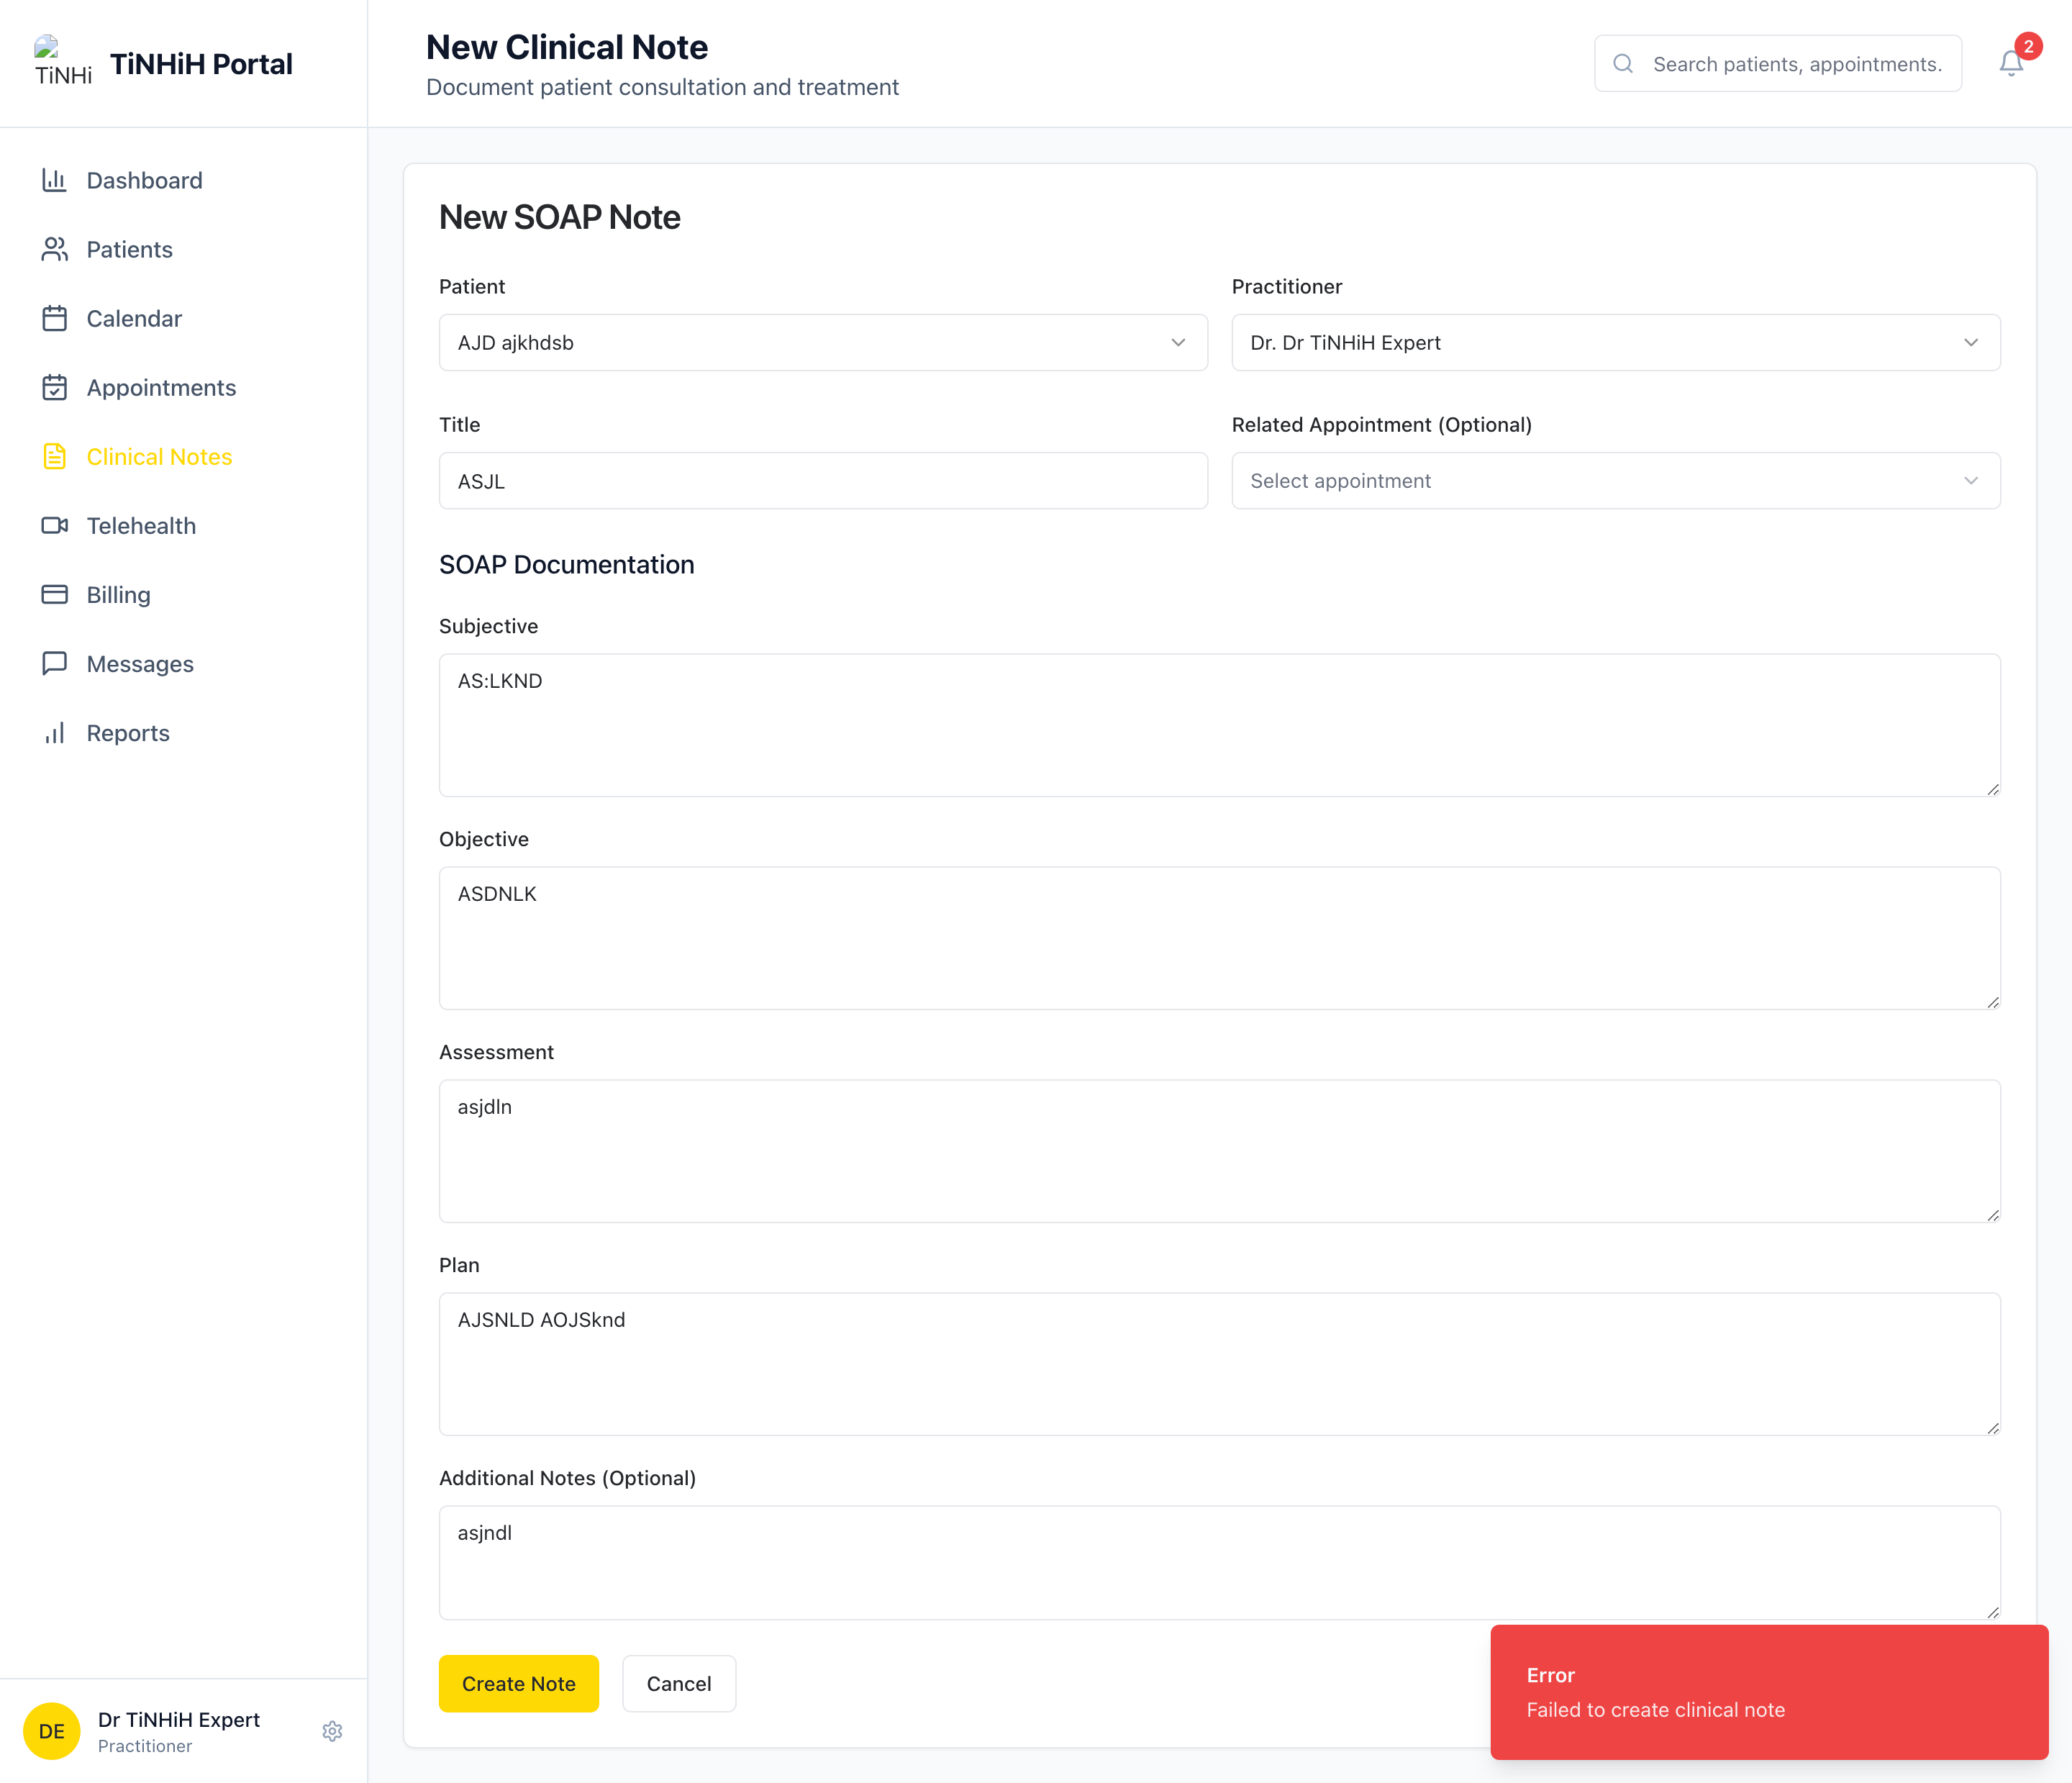 TiNHi
TiNHiH Portal
New Clinical Note
Document patient consultation and treatment
Search patients, appointments.
2
Dashboard
Patients
Calendar
Appointments
Clinical Notes
Telehealth
Billing
Messages
Reports
New SOAP Note
Patient
Practitioner
AJD ajkhdsb
Dr. Dr TiNHiH Expert
Title
Related Appointment (Optional)
ASJL
Select appointment
SOAP Documentation
Subjective
AS:LKND
Objective
ASDNLK
Assessment
asjdln
Plan
AJSNLD AOJSknd
Additional Notes (Optional)
asjndl
Create Note
Cancel
Error
Failed to create clinical note
DE
Dr TiNHiH Expert
Practitioner